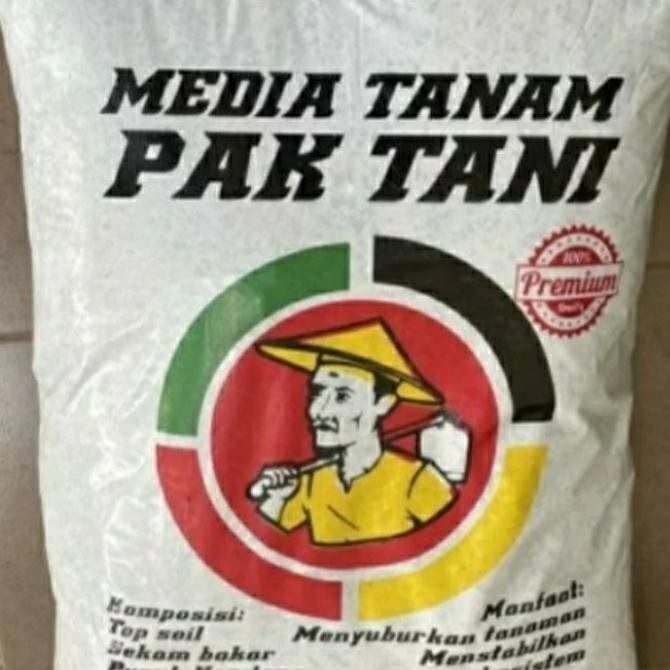 MEDIA TANAM
PAK TANI
100%
Premium
Komposisi:
Top soil
Sekam bakar
Manfaat:
Menyuburkan tanaman
Menstabilkan